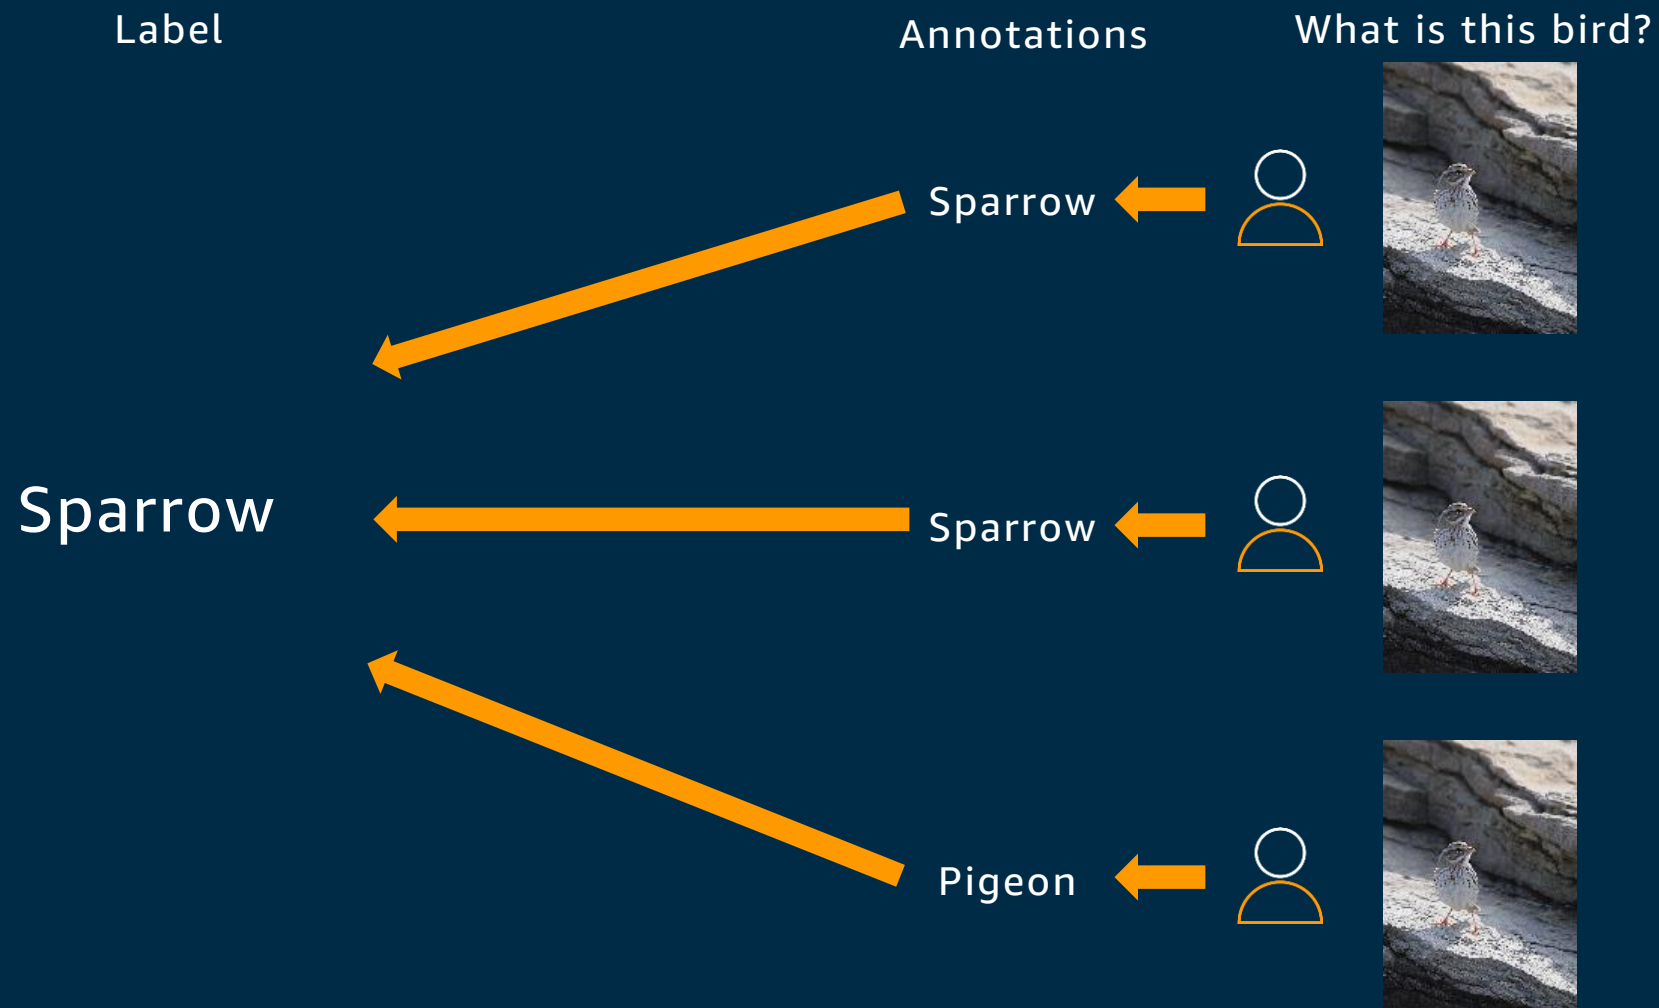 Label
Annotations
What is this bird?
Sparrow
Sparrow
Sparrow
Pigeon